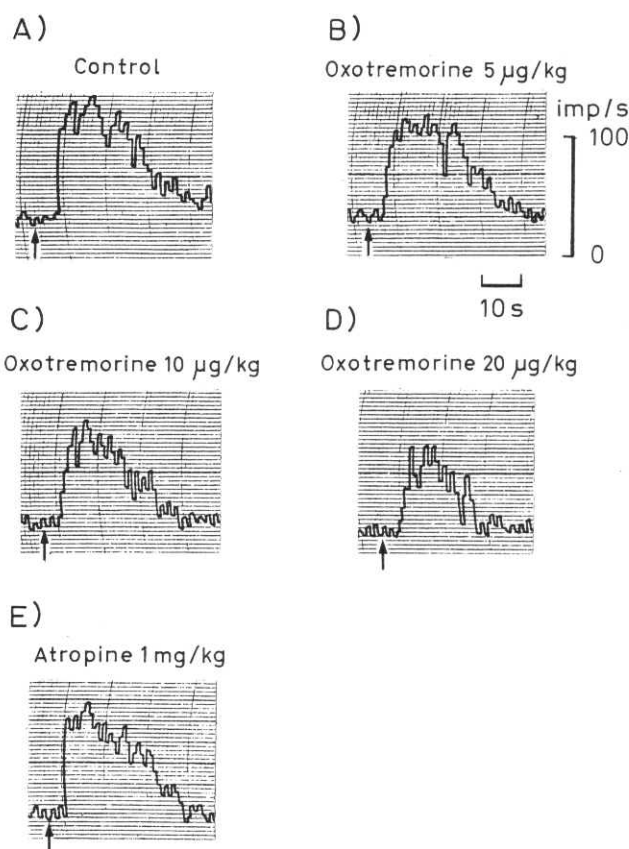 A)
Control
B)
Oxotremorine 5 µg/kg
imp/s
100
0
10 s
C)
Oxotremorine 10 µg/kg
D)
Oxotremorine 20 µg/kg
E)
Atropine 1 mg/kg